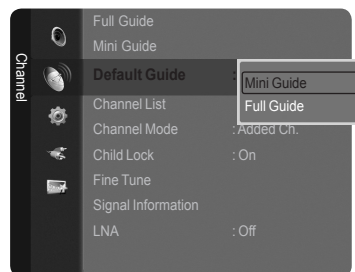 Channel
Full Guide
Mini Guide
Default Guide :
Mini Guide
Full Guide
Channel List
Channel Mode : Added Ch.
Child Lock : On
Fine Tune
Signal Information
LNA : Off